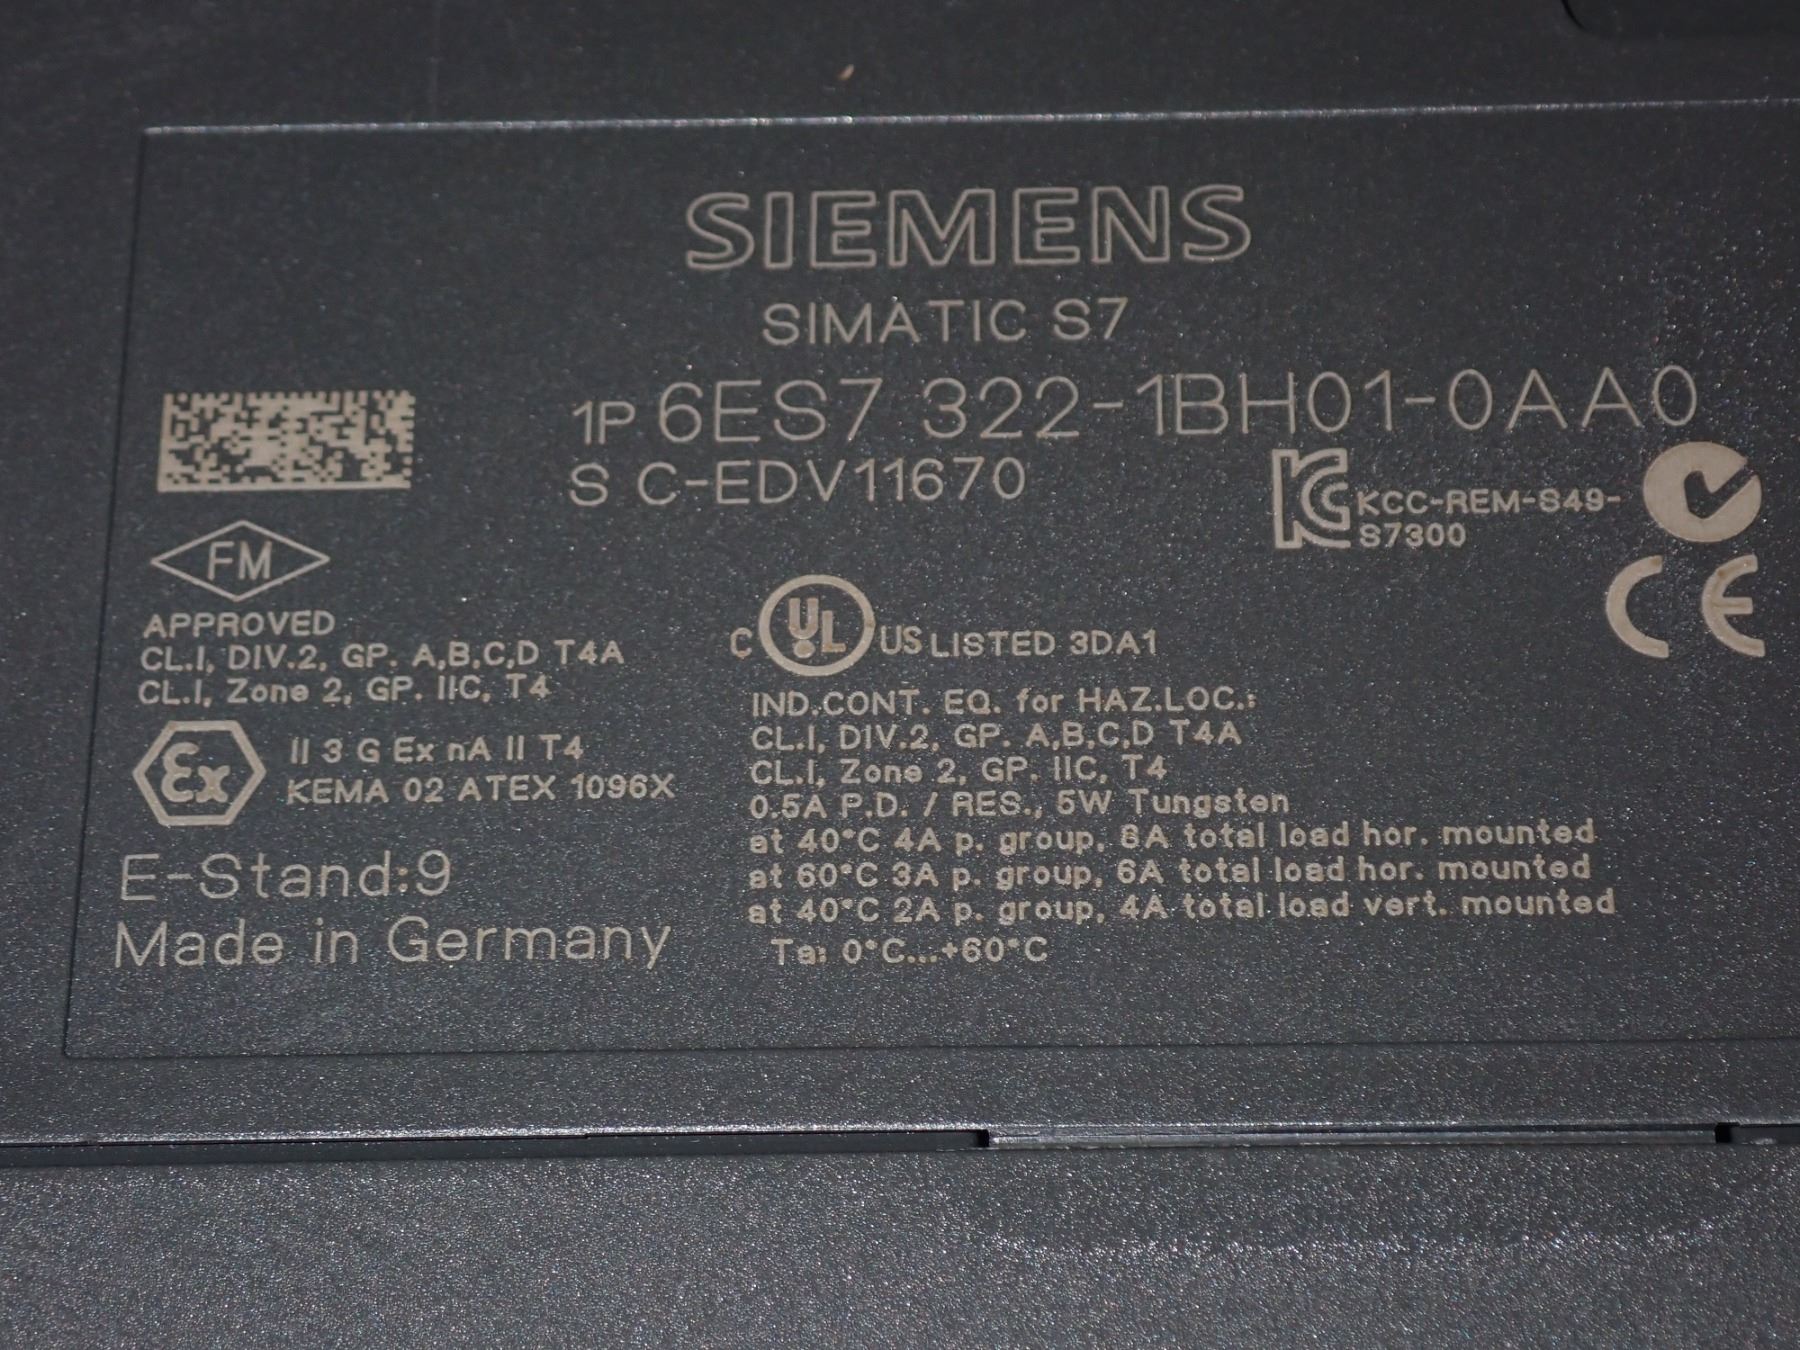 SIEMENS
SIMATIC S7
1P 6ES7 322-1BH01-0AA0
S C-EDV11670
KCC-REM-S49-
S7300
FM
APPROVED
CL.I, DIV.2, GP. A,B,C,D T4A
CL.I, Zone 2, GP. IIC, T4
Ex
II 3 G Ex nA II T4
KEMA 02 ATEX 1096X
E-Stand:9
Made in Germany
C UL US LISTED 3DA1
CE
IND.CONT. EQ. for HAZ.LOC.:
CL.I, DIV.2, GP. A,B,C,D T4A
CL.I, Zone 2, GP. IIC, T4
0.5A P.D. / RES., 5W Tungsten
at 40°C 4A p. group, 8A total load hor. mounted
at 60°C 3A p. group, 6A total load hor. mounted
at 40°C 2A p. group, 4A total load vert. mounted
Ta: 0°C...+60°C